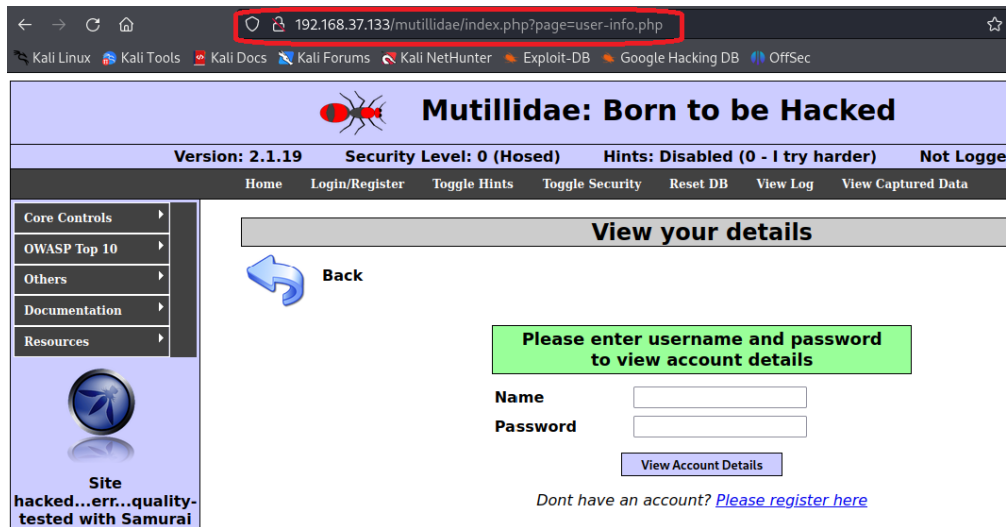 192.168.37.133/mutillidae/index.php?page=user-info.php
Kali Linux Kali Tools Kali Docs Kali Forums Kali NetHunter Exploit-DB Google Hacking DB OffSec
Mutillidae: Born to be Hacked
Version: 2.1.19 Security Level: 0 (Hosed) Hints: Disabled (0 - I try harder) Not Logge
Home Login/Register Toggle Hints Toggle Security Reset DB View Log View Captured Data
Core Controls
OWASP Top 10
Others
Documentation
Resources
Site
hacked...err...quality-
tested with Samurai
View your details
Back
Please enter username and password
to view account details
Name
Password
View Account Details
Dont have an account? Please register here